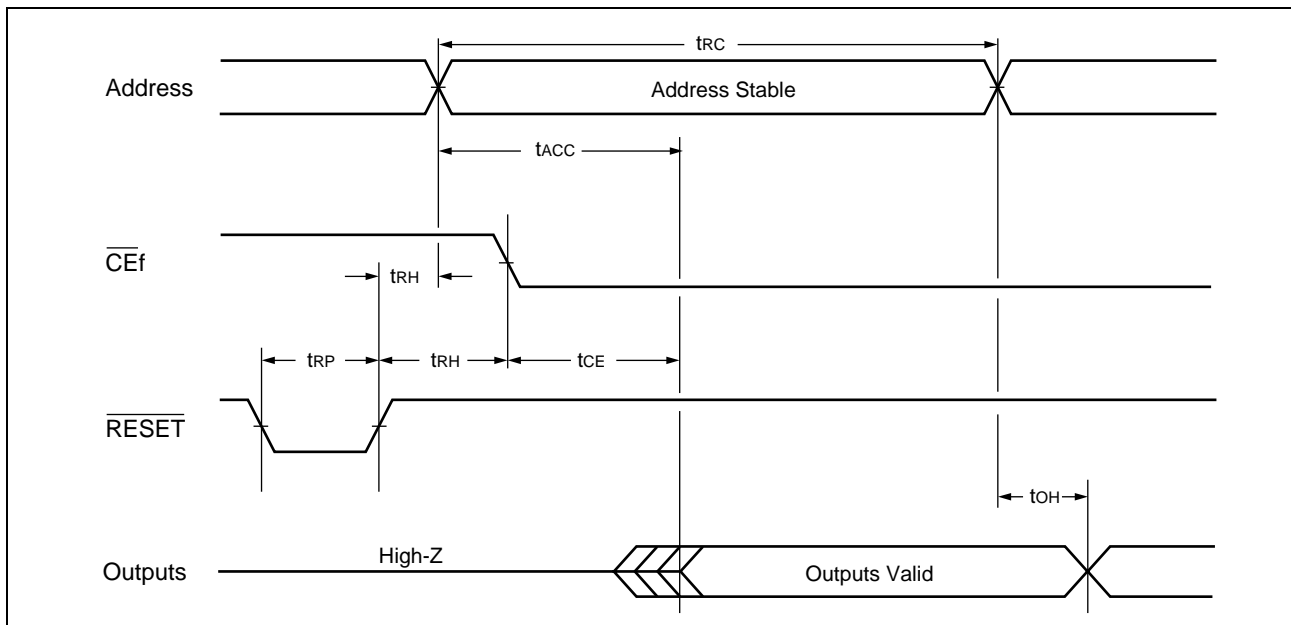 tRC
Address
Address Stable
tACC
CEf
tRH
tRP
tRH
tCE
RESET
tOH
High-Z
Outputs
Outputs Valid